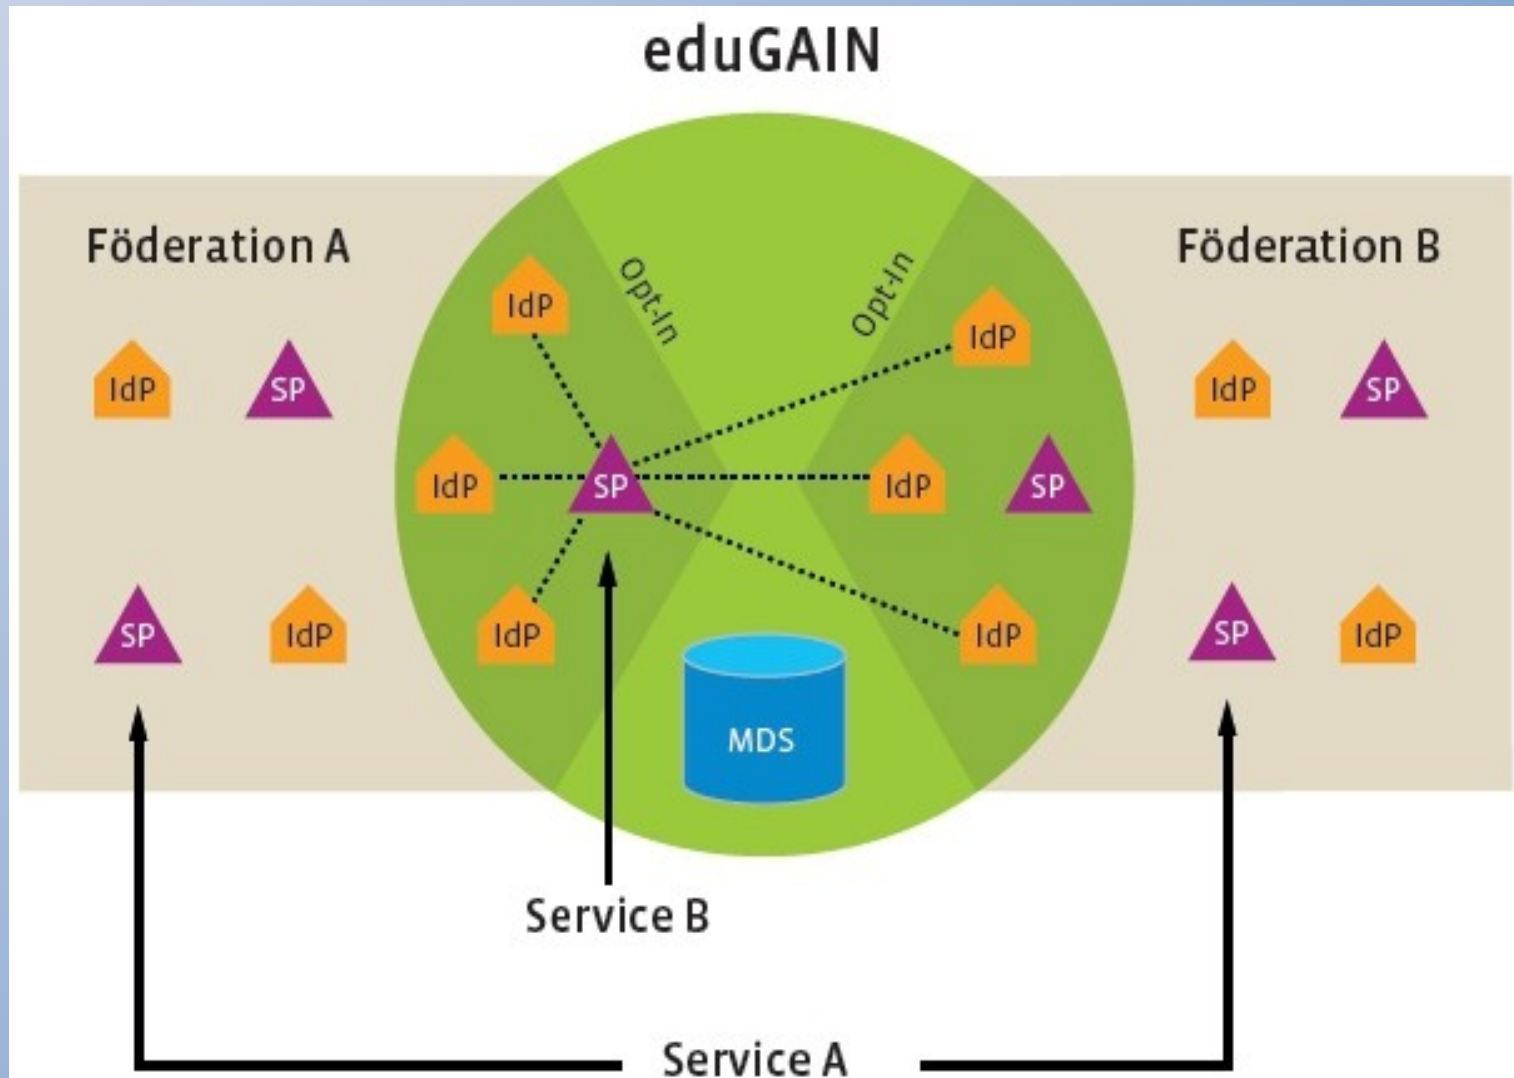 eduGAIN
Föderation A
Föderation B
Opt-In
Opt-In
IdP
IdP
IdP
SP
IdP
SP
IdP
SP
IdP
SP
SP
IdP
IdP
IdP
SP
IdP
MDS
Service B
Service A